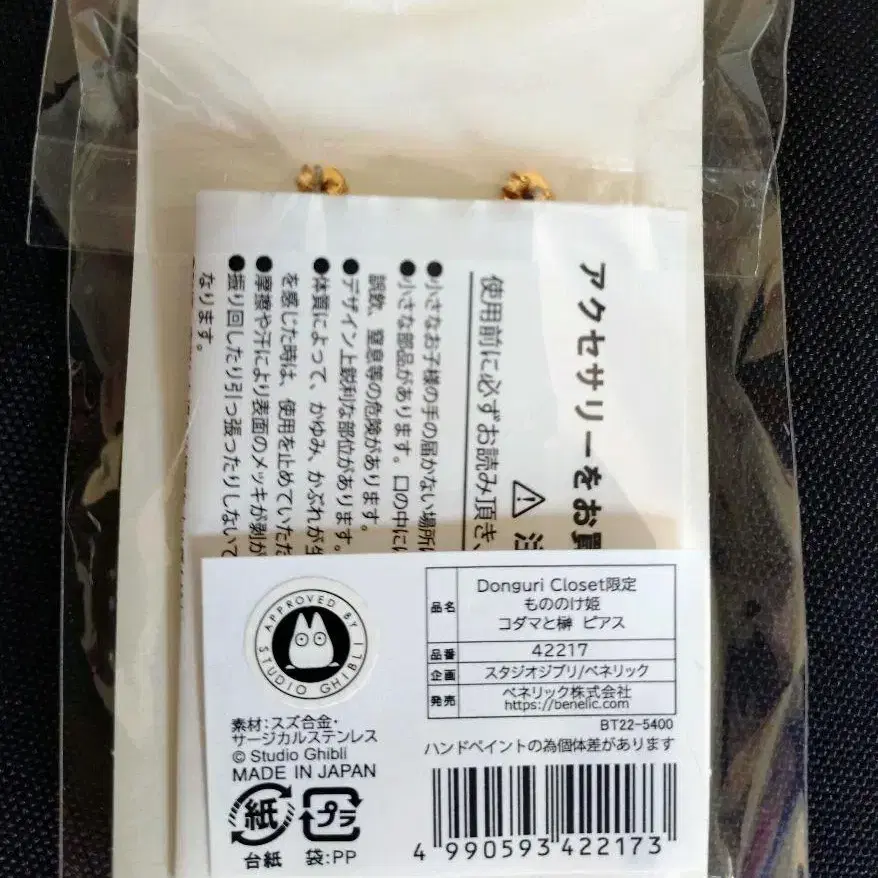 アクセサリーをお買
⚠注
使用前に必ずお読み頂き、
●小さなお子様の手の届かない場所に
●小さな部品があります。口の中に
誤飲、窒息等の危険があります。
●デザイン上鋭利な部位があります。
●体質によって、かゆみ、かぶれが生
を感じた時は、使用を止めていただ
●摩擦や汗により表面のメッキが剥が
●振り回したり引っ張ったりしないで
なります。
APPROVED BY
STUDIO GHIBLI
品名
Donguri Closet限定
もののけ姫
コダマと榊 ピアス
品番 42217
企画 スタジオジブリ/ベネリック
発売 ベネリック株式会社
https://benelic.com
BT22-5400
ハンドペイントの為個体差があります
素材:スズ合金・
サージカルステンレス
© Studio Ghibli
MADE IN JAPAN
紙
プラ
台紙 袋:PP
4 990593 422173